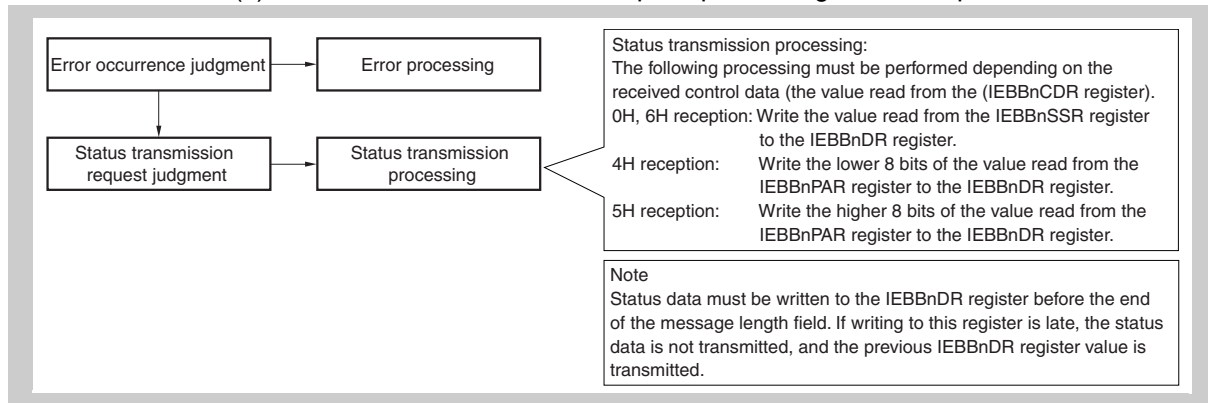 Error occurrence judgment
Error processing
Status transmission
request judgment
Status transmission
processing
Status transmission processing:
The following processing must be performed depending on the
received control data (the value read from the (IEBBnCDR register).
0H, 6H reception: Write the value read from the IEBBnSSR register
to the IEBBnDR register.
4H reception: Write the lower 8 bits of the value read from the
IEBBnPAR register to the IEBBnDR register.
5H reception: Write the higher 8 bits of the value read from the
IEBBnPAR register to the IEBBnDR register.
Note
Status data must be written to the IEBBnDR register before the end
of the message length field. If writing to this register is late, the status
data is not transmitted, and the previous IEBBnDR register value is
transmitted.